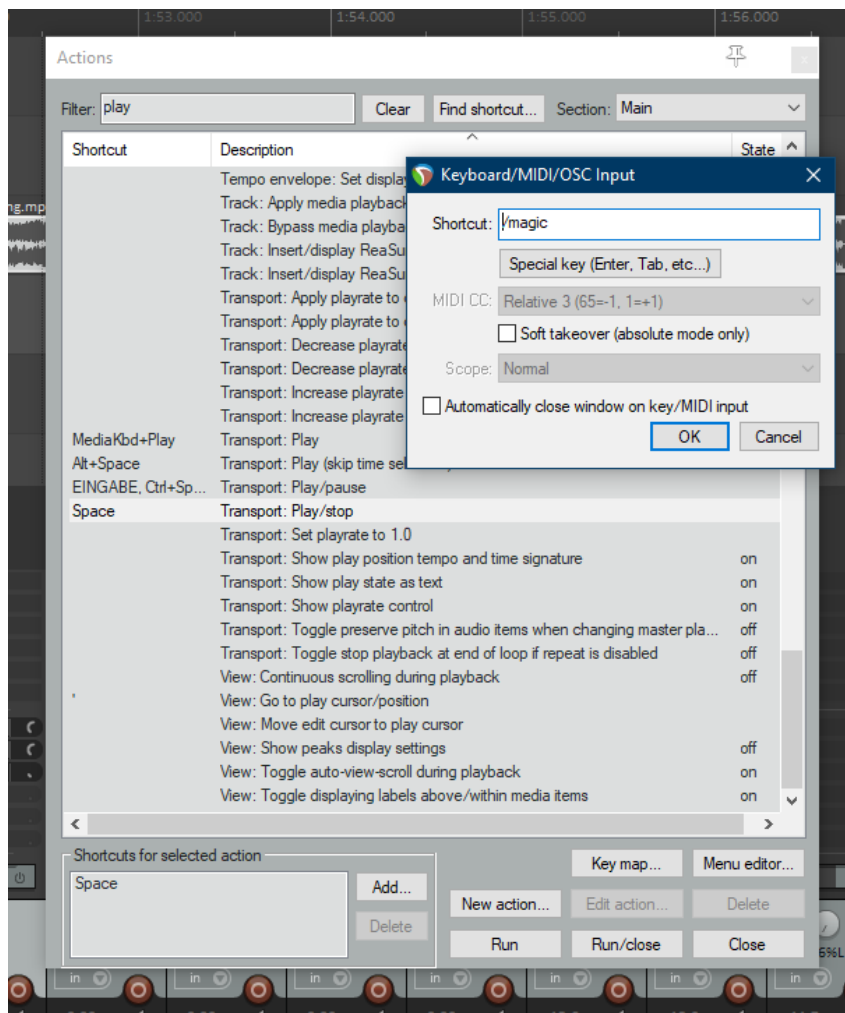 1:53.000 1:54.000 1:55.000 1:56.000
Actions
Filter: play Clear Find shortcut... Section: Main
Shortcut Description State
Keyboard/MIDI/OSC Input
Shortcut: /magic
Special key (Enter, Tab, etc...)
MIDI CC: Relative 3 (65=-1, 1=+1)
Soft takeover (absolute mode only)
Scope: Normal
Automatically close window on key/MIDI input
OK Cancel
ng.mp
Tempo envelope: Set display
Track: Apply media playback
Track: Bypass media playba
Track: Insert/display ReaSu
Track: Insert/display ReaSu
Transport: Apply playrate to
Transport: Apply playrate to
Transport: Decrease playrate
Transport: Decrease playrate
Transport: Increase playrate
Transport: Increase playrate
MediaKbd+Play Transport: Play
Alt+Space Transport: Play (skip time sel
EINGABE, Ctrl+Sp... Transport: Play/pause
Space Transport: Play/stop
Transport: Set playrate to 1.0
Transport: Show play position tempo and time signature on
Transport: Show play state as text on
Transport: Show playrate control on
Transport: Toggle preserve pitch in audio items when changing master pla... off
Transport: Toggle stop playback at end of loop if repeat is disabled off
View: Continuous scrolling during playback off
' View: Go to play cursor/position
View: Move edit cursor to play cursor
View: Show peaks display settings off
View: Toggle auto-view-scroll during playback on
View: Toggle displaying labels above/within media items on
Shortcuts for selected action
Space
Add...
Delete
Key map... Menu editor...
New action... Edit action... Delete
Run Run/close Close
5%L
in in in in in in in